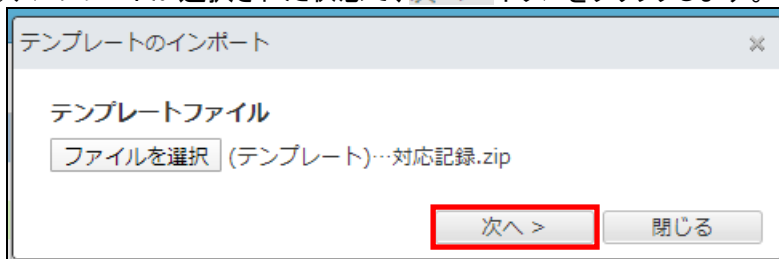 テンプレートのインポート ×
テンプレートファイル
ファイルを選択 (テンプレート)…対応記録.zip
次へ > 閉じる